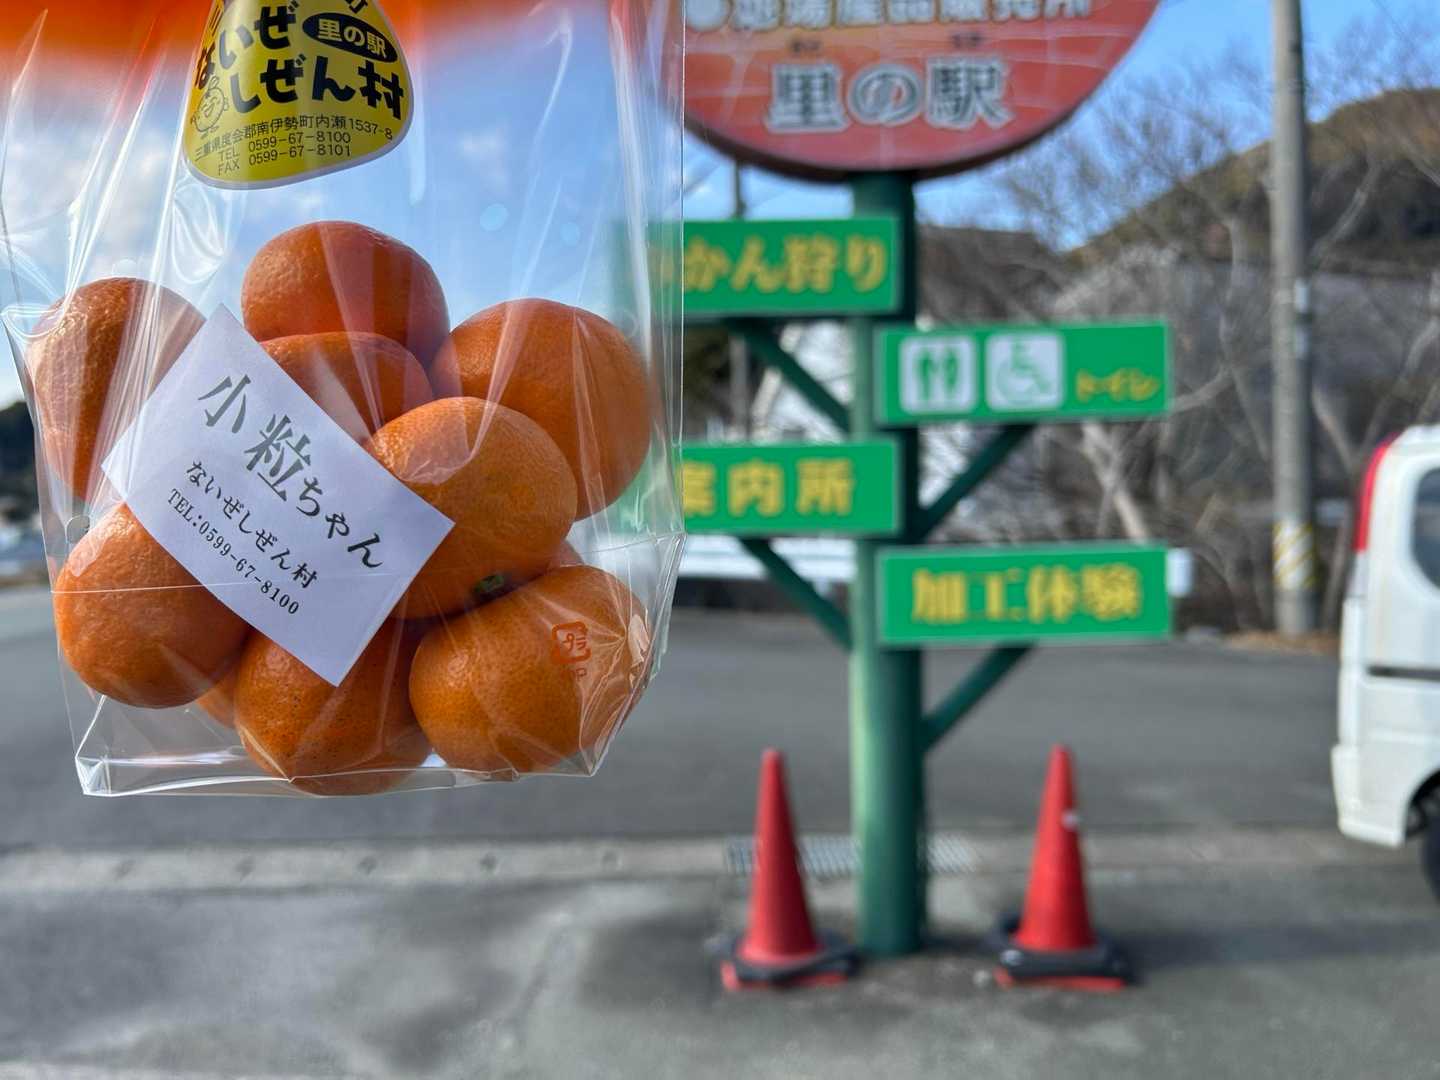 ないぜ
里の駅
しぜん村
三重県度会郡南伊勢町内瀬1537-8
TEL 0599-67-8100
FAX 0599-67-8101
小粒ちゃん
ないぜしぜん村
TEL:0599-67-8100
プラ
里の駅
かん狩り
トイレ
案内所
加工体験